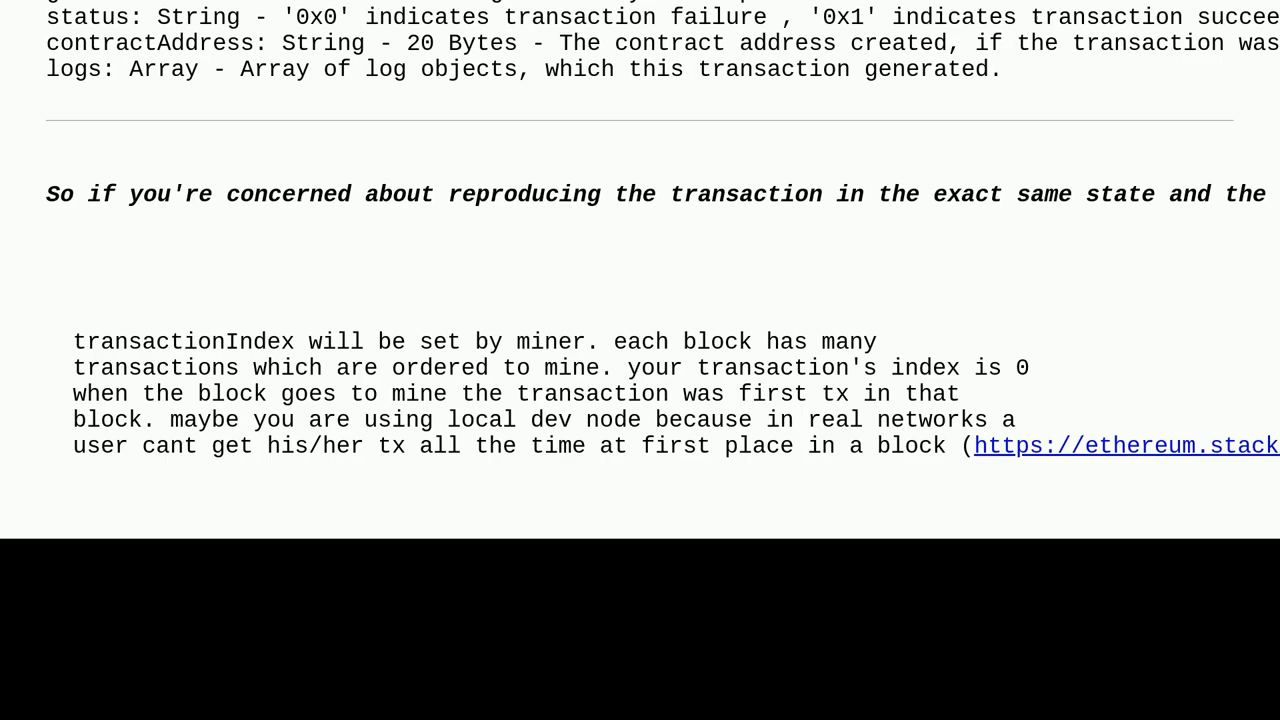 status: String - '0x0' indicates transaction failure , '0x1' indicates transaction succee
contractAddress: String - 20 Bytes - The contract address created, if the transaction was
logs: Array - Array of log objects, which this transaction generated.
So if you're concerned about reproducing the transaction in the exact same state and the
transactionIndex will be set by miner. each block has many
transactions which are ordered to mine. your transaction's index is 0
when the block goes to mine the transaction was first tx in that
block. maybe you are using local dev node because in real networks a
user cant get his/her tx all the time at first place in a block (https://ethereum.stack